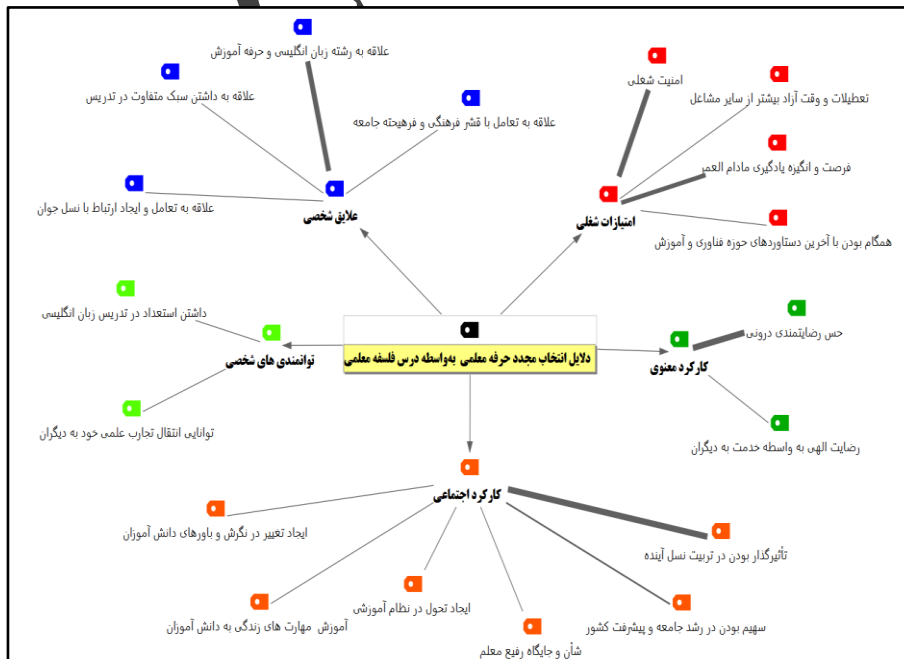 علاقه به رشته زبان انگلیسی و حرفه آموزش
علاقه به داشتن سبک متفاوت در تدریس
علاقه به تعامل با قشر فرهنگی و فرهیخته جامعه
علاقه به تعامل و ایجاد ارتباط با نسل جوان
علایق شخصی
امنیت شغلی
تعطیلات و وقت آزاد بیشتر از سایر مشاغل
فرصت و انگیزه یادگیری مادام العمر
همگام بودن با آخرین دستاوردهای حوزه فناوری و آموزش
امتیازات شغلی
داشتن استعداد در تدریس زبان انگلیسی
توانمندی های شخصی
توانایی انتقال تجارب علمی خود به دیگران
دلایل انتخاب مجدد حرفه معلمی به‌واسطه درس فلسفه معلمی
حس رضایتمندی درونی
کارکرد معنوی
رضایت الهی به واسطه خدمت به دیگران
کارکرد اجتماعی
ایجاد تغییر در نگرش و باورهای دانش آموزان
آموزش مهارت های زندگی به دانش آموزان
ایجاد تحول در نظام آموزشی
شأن و جایگاه رفیع معلم
سهیم بودن در رشد جامعه و پیشرفت کشور
تأثیرگذار بودن در تربیت نسل آینده